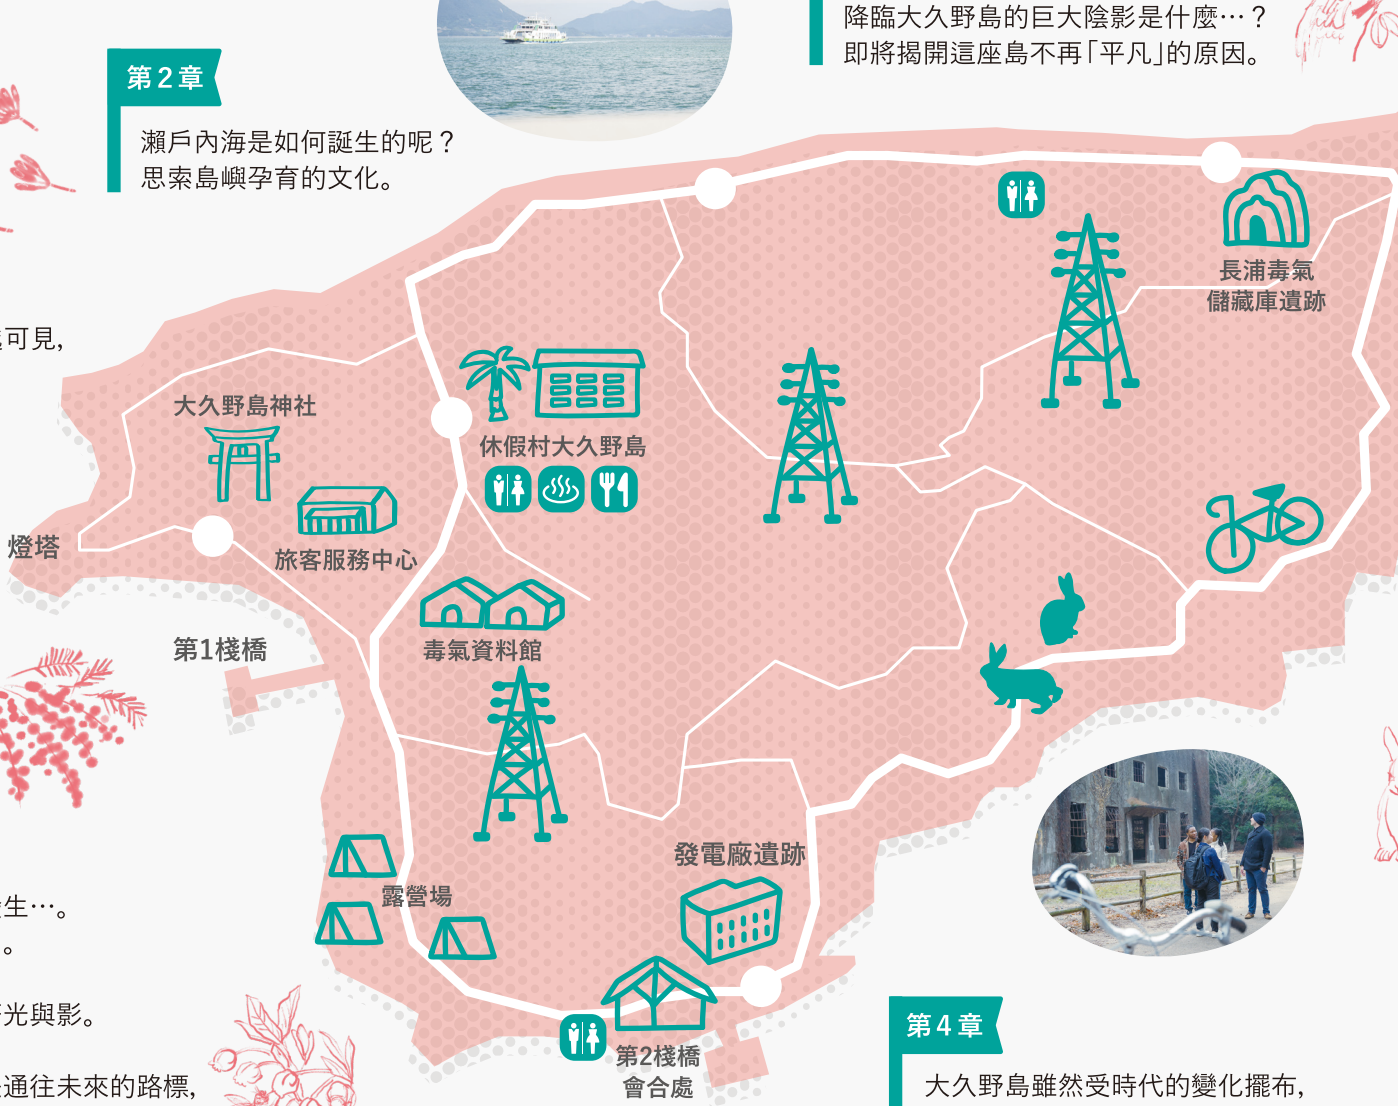 降臨大久野島的巨大陰影是什麼…？
即將揭開這座島不再「平凡」的原因。
第2章
瀨戶內海是如何誕生的呢？
思索島嶼孕育的文化。
長浦毒氣
儲藏庫遺跡
可見，
大久野島神社
休假村大久野島
燈塔
旅客服務中心
第1棧橋
毒氣資料館
發電廠遺跡
露營場
生…。
。
光與影。
第2棧橋
會合處
第4章
通往未來的路標，
大久野島雖然受時代的變化擺布，